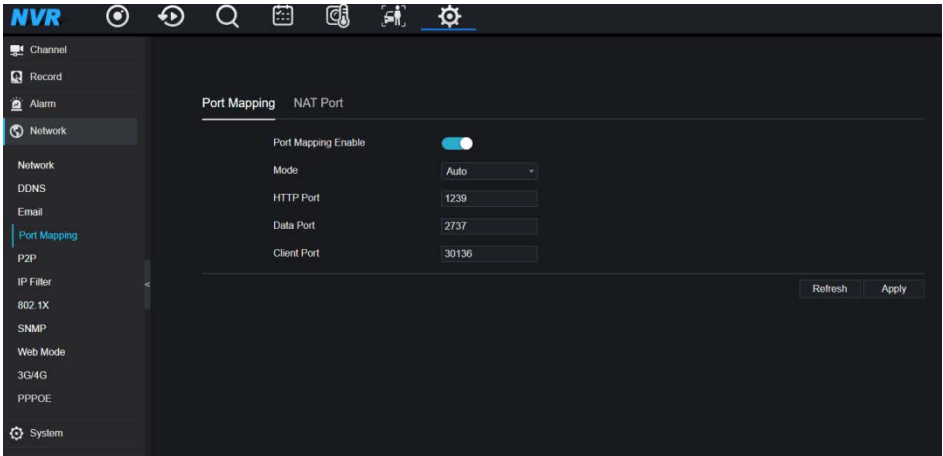 NVR
Channel
Record
Alarm
Network
Network
DDNS
Email
Port Mapping
P2P
IP Filter
802.1X
SNMP
Web Mode
3G/4G
PPPOE
System
<
Port Mapping NAT Port
Port Mapping Enable
Mode Auto
HTTP Port 1239
Data Port 2737
Client Port 30136
Refresh Apply